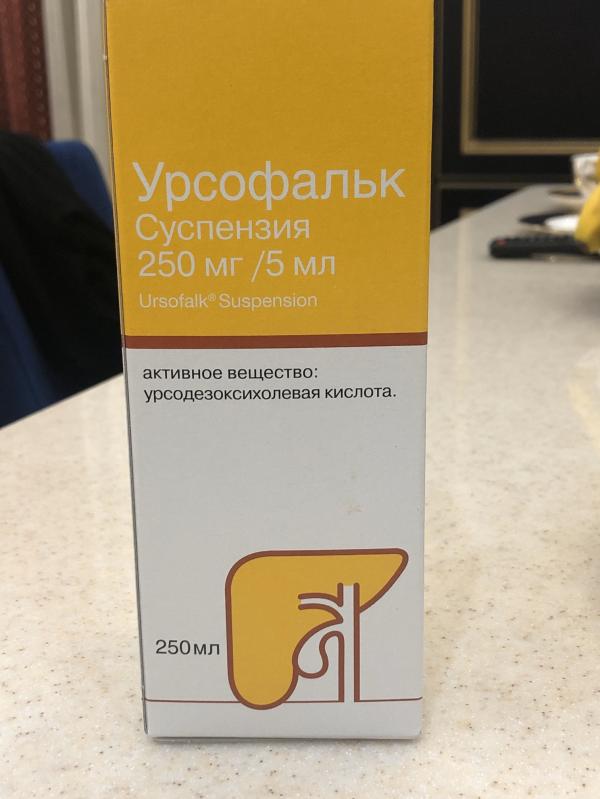 Урсофальк
Суспензия
250 мг /5 мл
Ursofalk® Suspension
активное вещество:
урсодезоксихолевая кислота.
250мл